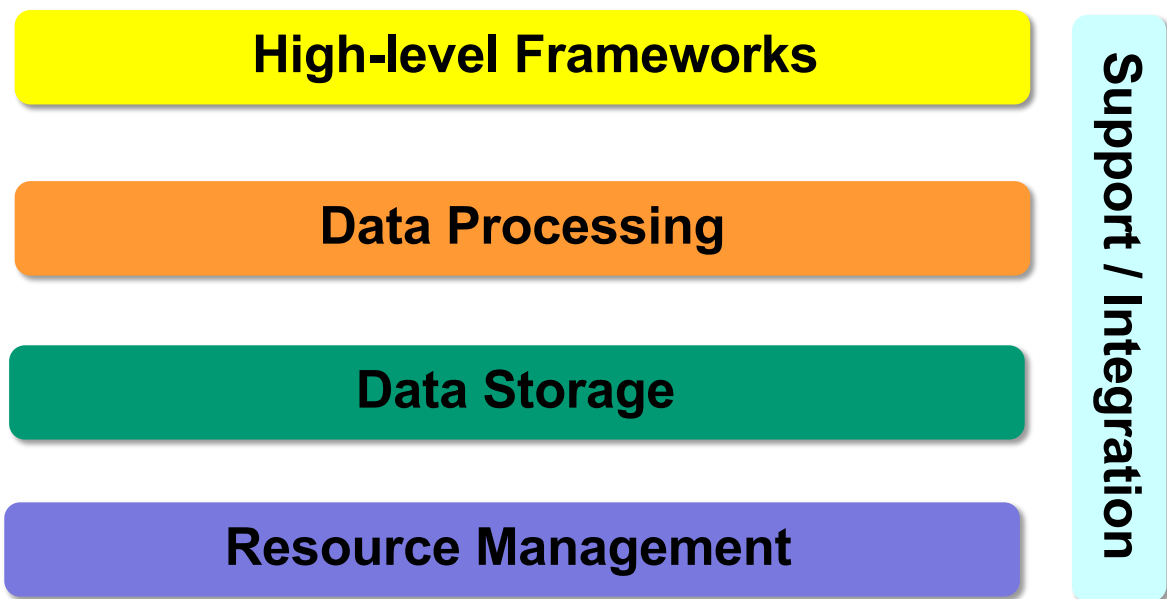 High-level Frameworks
Data Processing
Data Storage
Resource Management
Support / Integration